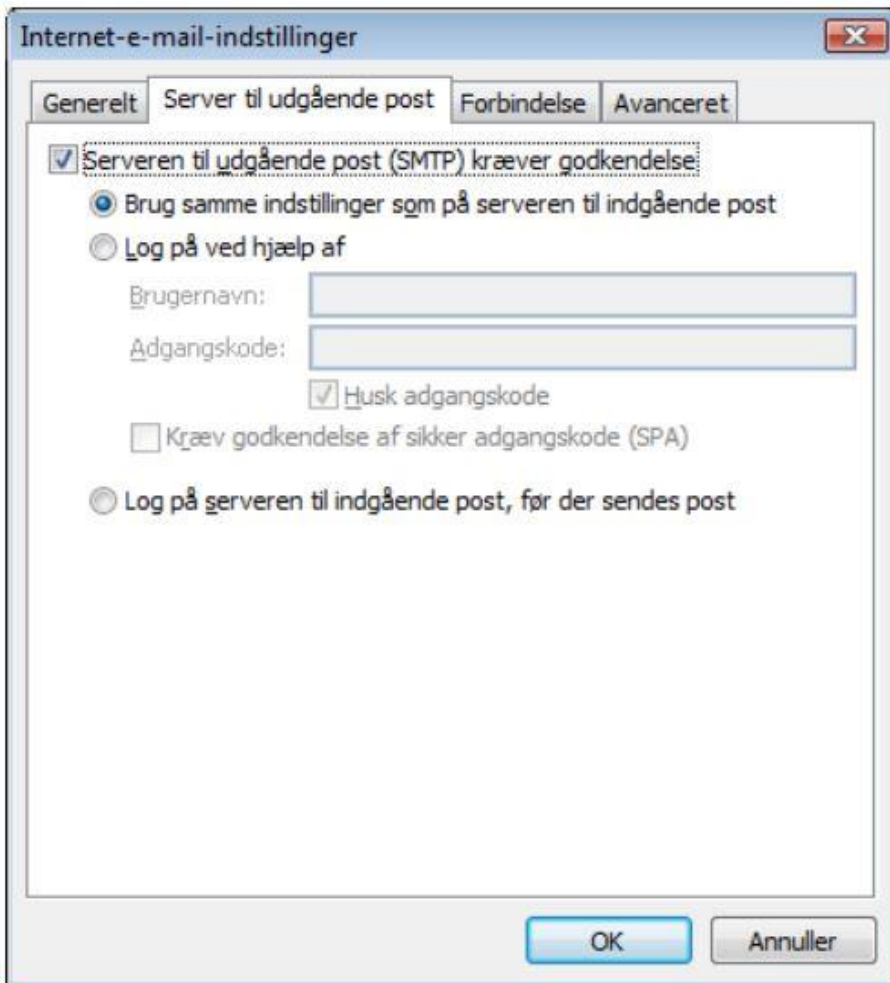 Internet-e-mail-indstillinger
Generelt Server til udgående post Forbindelse Avanceret
Serveren til udgående post (SMTP) kræver godkendelse
Brug samme indstillinger som på serveren til indgående post
Log på ved hjælp af
Brugernavn:
Adgangskode:
Husk adgangskode
Kræv godkendelse af sikker adgangskode (SPA)
Log på serveren til indgående post, før der sendes post
OK Annuller